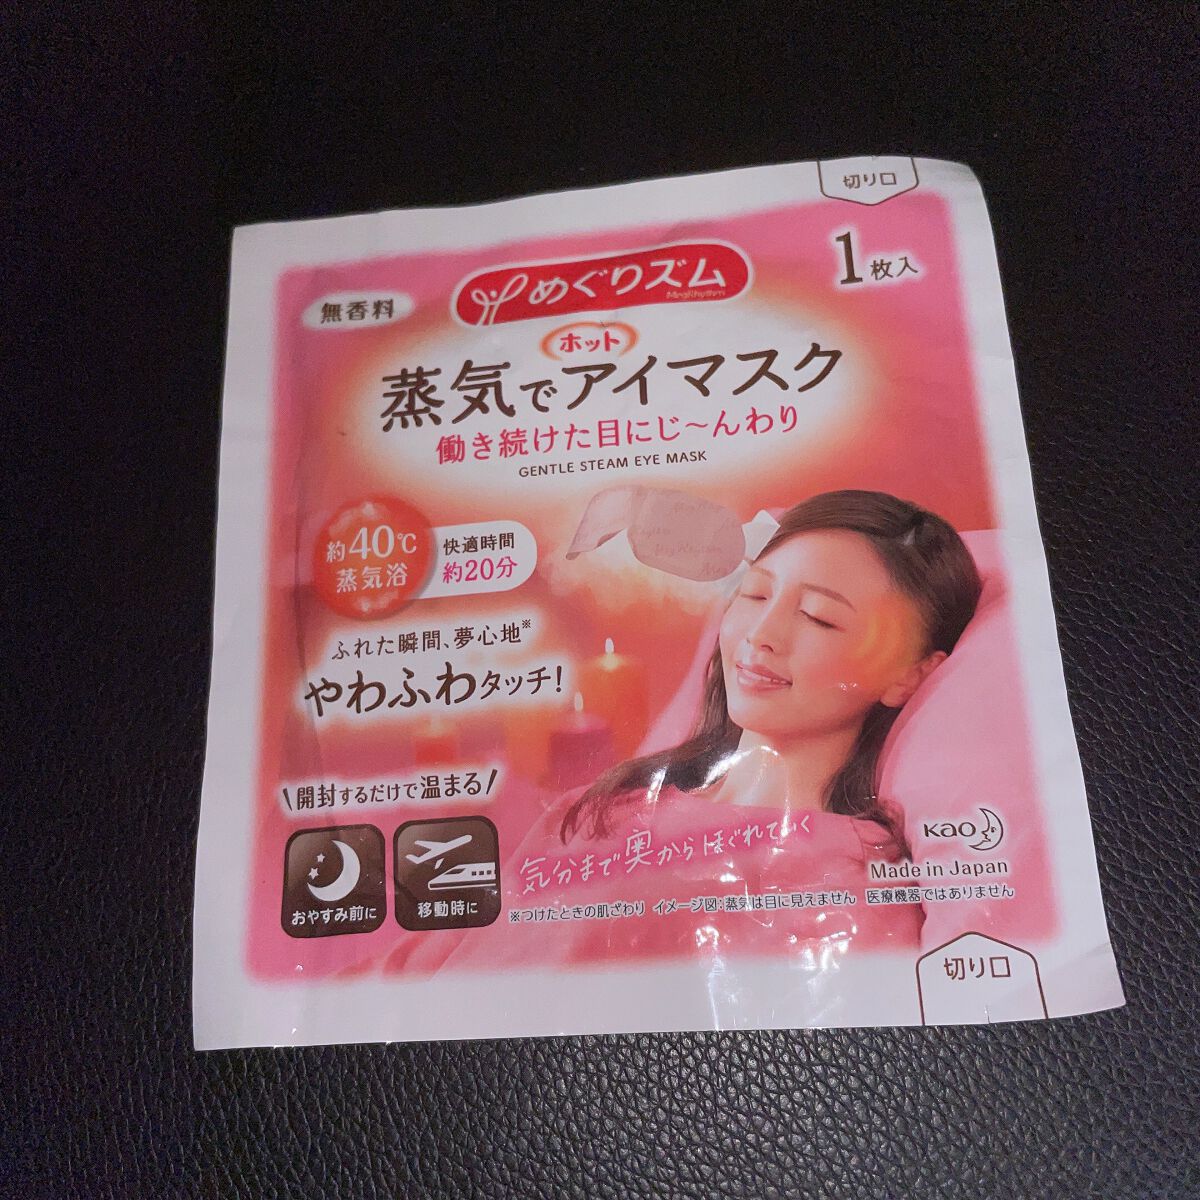 切り口
1枚入
めぐりズム
MegRhythm
無香料
ホット
蒸気でアイマスク
働き続けた目にじ〜んわり
GENTLE STEAM EYE MASK
約40℃
蒸気浴
快適時間
約20分
ふれた瞬間、夢心地※
やわふわタッチ!
\開封するだけで温まる/
おやすみ前に
移動時に
気分まで奥からほぐれていく
Kao
Made in Japan
※つけたときの肌ざわり イメージ図:蒸気は目に見えません 医療機器ではありません
切り口